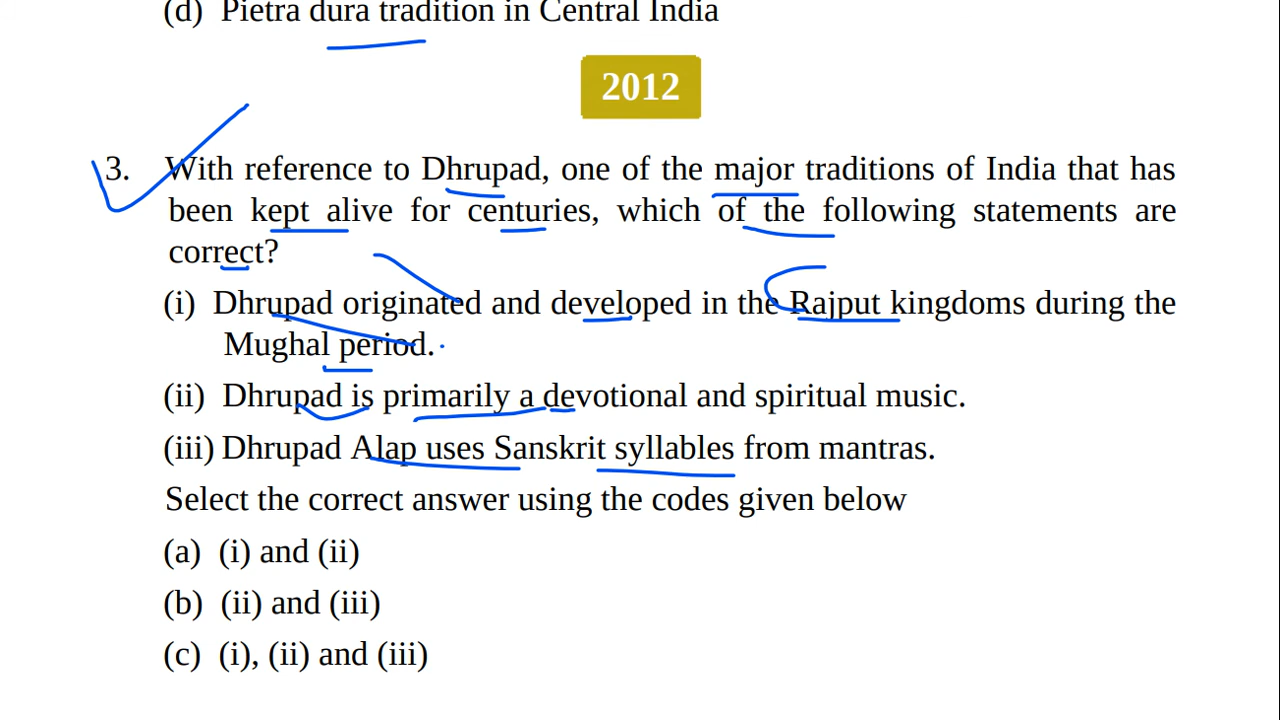 (d) Pietra dura tradition in Central India
2012
3. With reference to Dhrupad, one of the major traditions of India that has
been kept alive for centuries, which of the following statements are
correct?
(i) Dhrupad originated and developed in the Rajput kingdoms during the
Mughal period.
(ii) Dhrupad is primarily a devotional and spiritual music.
(iii) Dhrupad Alap uses Sanskrit syllables from mantras.
Select the correct answer using the codes given below
(a) (i) and (ii)
(b) (ii) and (iii)
(c) (i), (ii) and (iii)